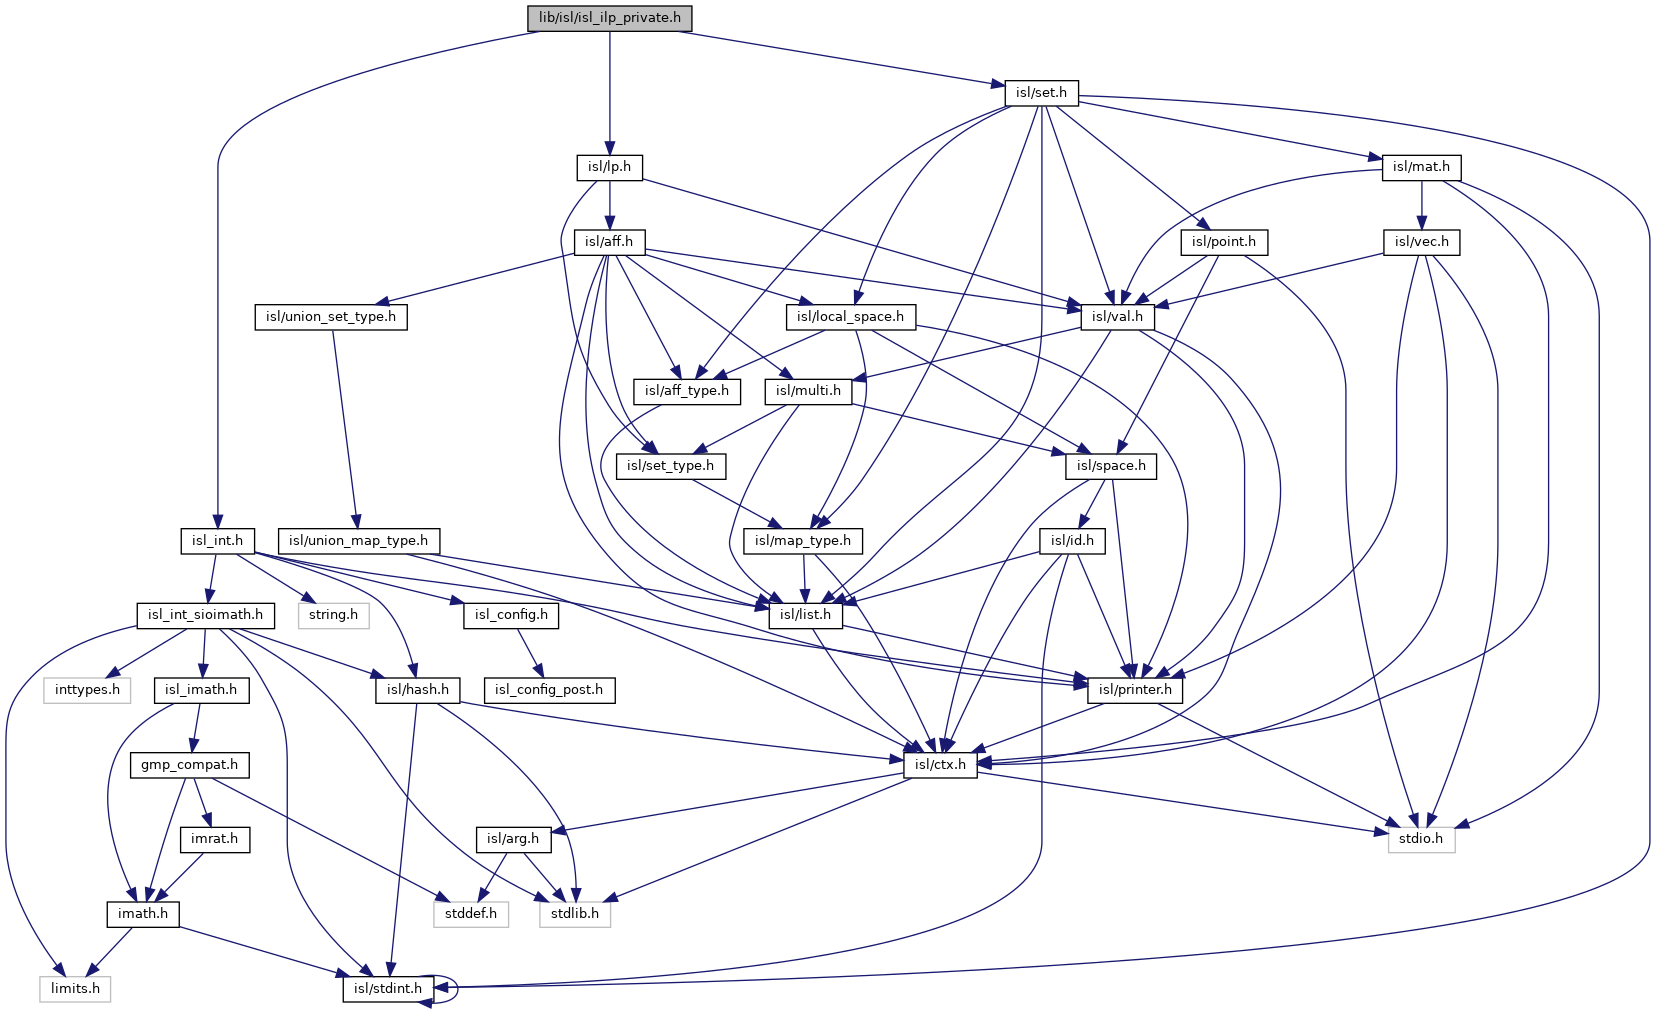 lib/isl/isl_ilp_private.h
isl/set.h
isl/lp.h
isl/mat.h
isl/aff.h
isl/point.h
isl/vec.h
isl/union_set_type.h
isl/local_space.h
isl/val.h
isl/aff_type.h
isl/multi.h
isl/set_type.h
isl/space.h
isl_int.h
isl/union_map_type.h
isl/map_type.h
isl/id.h
isl_int_sioimath.h
string.h
isl_config.h
isl/list.h
inttypes.h
isl_imath.h
isl/hash.h
isl_config_post.h
isl/printer.h
gmp_compat.h
isl/ctx.h
imrat.h
isl/arg.h
stdio.h
imath.h
stddef.h
stdlib.h
limits.h
isl/stdint.h